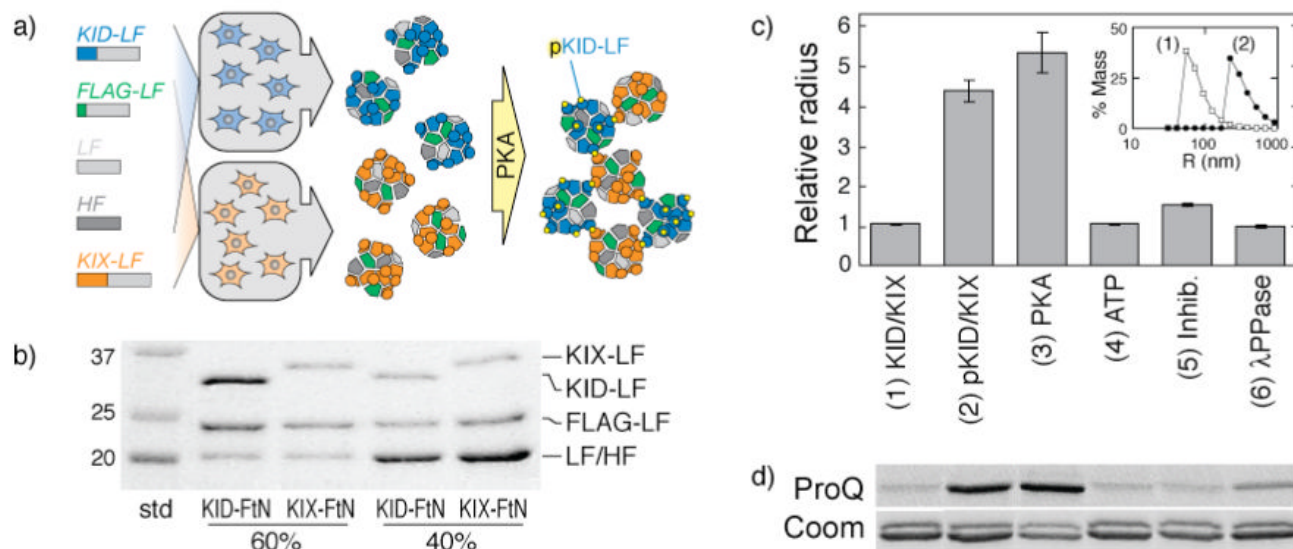 a)
KID-LF
FLAG-LF
LF
HF
KIX-LF
PKA
pKID-LF
b)
37
25
20
KIX-LF
KID-LF
FLAG-LF
LF/HF
std
KID-FtN KIX-FtN KID-FtN KIX-FtN
60% 40%
c)
Relative radius
6
5
4
3
2
1
0
(1) KID/KIX
(2) pKID/KIX
(3) PKA
(4) ATP
(5) Inhib.
(6) λPPase
% Mass
50
25
0
(1) (2)
10 100 1000
R (nm)
d)
ProQ
Coom